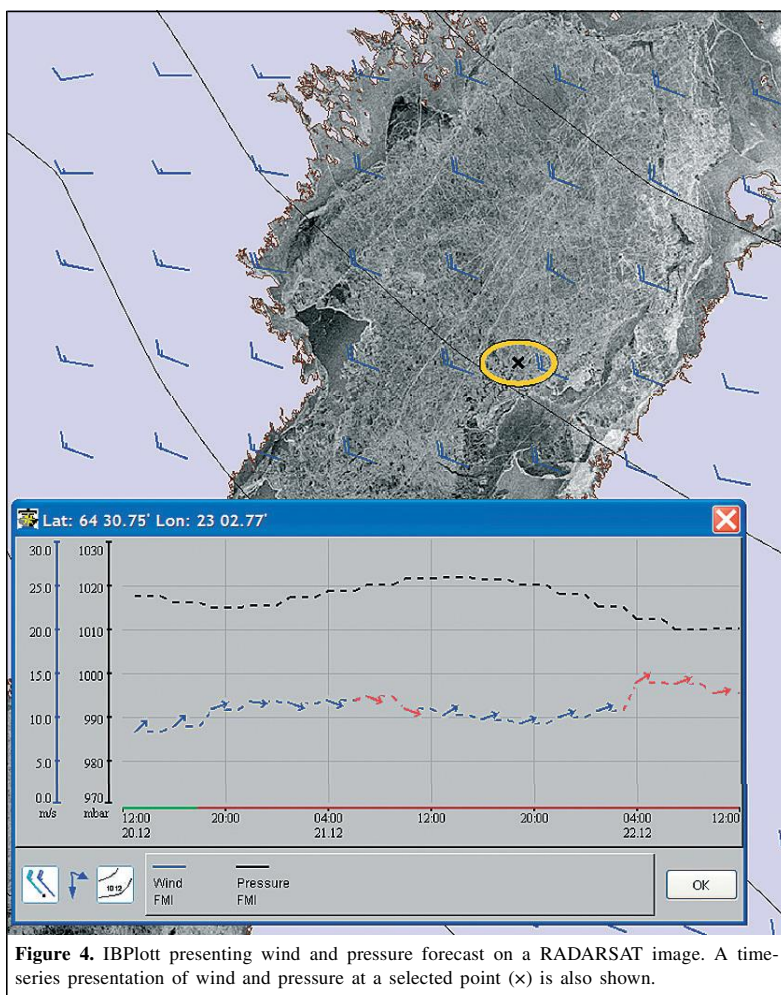 Lat: 64 30.75' Lon: 23 02.77'
30.0 1030
25.0 1020
20.0 1010
15.0 1000
10.0 990
5.0 980
0.0 970
m/s mbar
12:00 20:00 04:00 12:00 20:00 04:00 12:00
20.12 21.12 22.12
1012
Wind Pressure
FMI FMI
OK
Figure 4. IBPlott presenting wind and pressure forecast on a RADARSAT image. A time-
series presentation of wind and pressure at a selected point (×) is also shown.